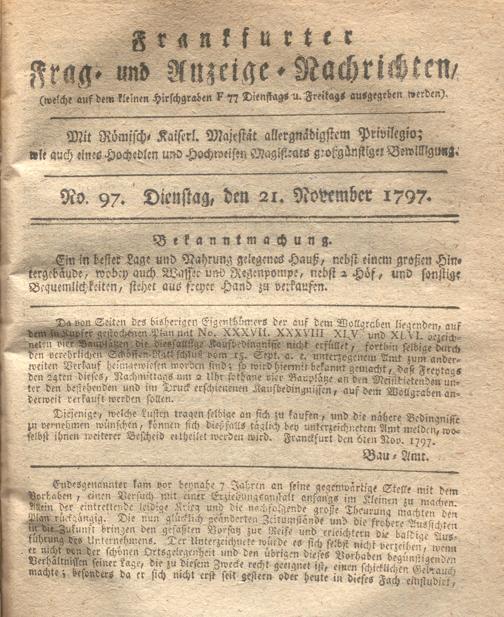 Frankfurter
Frag- und Anzeige-Nachrichten,
(welche auf dem kleinen Hirschgraben F 77 Dienstags u. Freitags ausgegeben werden).
Mit Römisch-Kaiserl. Majestät allergnädigstem Privilegio;
wie auch eines Hochedlen und Hochweisen Magistrats großgünstiger Bewilligung.
No. 97. Dienstag, den 21. November 1797.
Bekanntmachung.
Ein in bester Lage und Nahrung gelegenes Hauß, nebst einem großen Hin-
tergebäude, wobey auch Wasser und Regenpompe, nebst 2 Höf, und sonstige
Bequemlichkeiten, stehet aus freyer Hand zu verkaufen.
Da von Seiten des bisherigen Eigenthümers der auf dem Wollgraben liegenden, auf
dem in Kupfer gestochenen Plan mit No. XXXVII. XXXVIII XLV und XLVI. bezeich-
neten vier Bauplätzen die diesfallsige Kaufbedingnisse nicht erfüllet, forthin selbige durch
den verehrlichen Schöffen-Rathschluß vom 15. Sept. a. c. unterzogenem Amt zum ander-
weiten Verkauf heimgewiesen worden sind; so wird hiermit bekannt gemacht, daß Freytags
den 24ten dieses, Nachmittags um 2 Uhr sothane vier Bauplätze an den Meistbietenden un-
ter den bestehenden und im Druck erschienenen Kaufbedingnissen, auf dem Wollgraben an-
derweit verkauft werden sollen.
Diejenige, welche Lusten tragen selbige an sich zu kaufen, und die nähere Bedingnisse
zu vernehmen wünschen, können sich dießfalls täglich bey unterzeichnetem Amt melden, wo-
selbst ihnen weiterer Bescheid ertheilet werden wird. Frankfurt den 6ten Nov. 1797.
Bau-Amt.
Endesgenannter kam vor beynahe 7 Jahren an seine gegenwärtige Stelle mit dem
Vorhaben, einen Versuch mit einer Erziehungsanstalt anfangs im Kleinen zu machen.
Allein der eintrettende leidige Krieg und die nachfolgende große Theurung machten den
Plan rückgängig. Die nun glücklich geänderten Zeitumstände und die frohere Aussichten
in die Zukunft bringen den gefaßten Vorsatz zur Reife und erleichtern die baldige Aus-
führung des Unternehmens. Der Unterzeichnete würde es sich selbst nicht verzeihen, wenn
er nicht von der schönen Ortsgelegenheit und den übrigen dieses Vorhaben begünstigenden
Verhältnissen seiner Lage, die zu diesem Zwecke recht geeignet ist, einen schicklichen Gebrauch
machte; besonders da er sich nicht erst seit gestern oder heute in dieses Fach einstudirt,